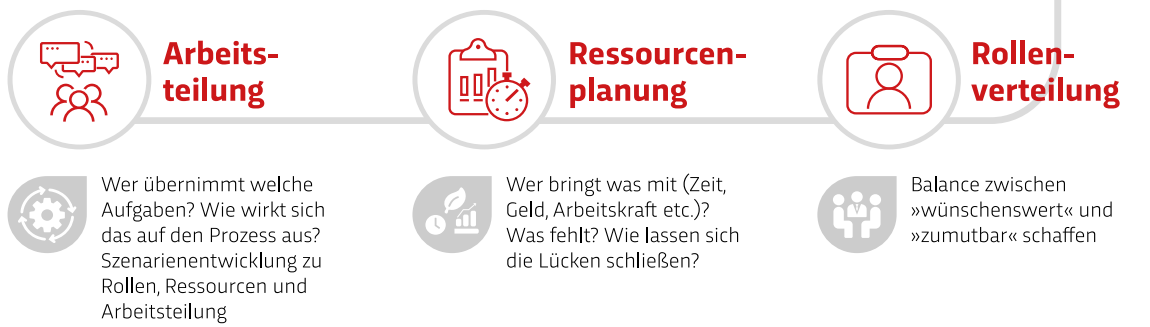 Arbeits-
teilung
Wer übernimmt welche
Aufgaben? Wie wirkt sich
das auf den Prozess aus?
Szenarienentwicklung zu
Rollen, Ressourcen und
Arbeitsteilung
Ressourcen-
planung
Wer bringt was mit (Zeit,
Geld, Arbeitskraft etc.)?
Was fehlt? Wie lassen sich
die Lücken schließen?
Rollen-
verteilung
Balance zwischen
»wünschenswert« und
»zumutbar« schaffen